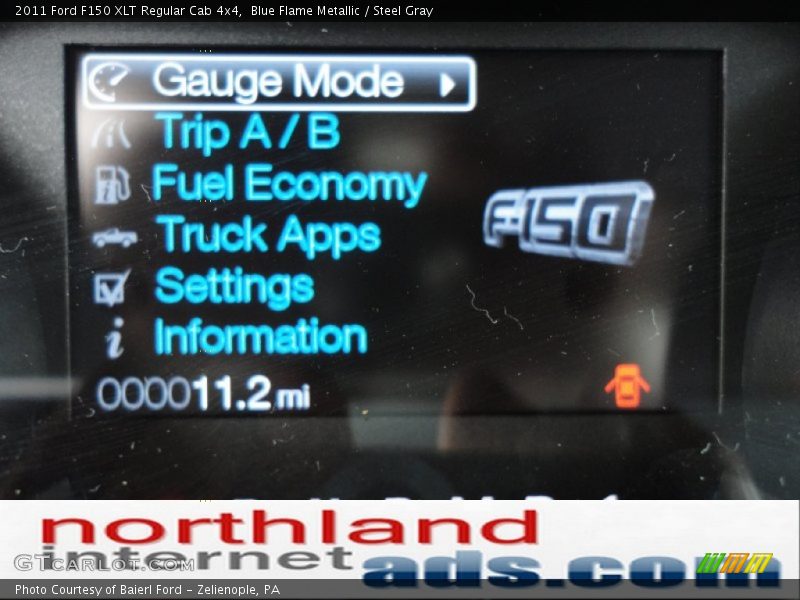 2011 Ford F150 XLT Regular Cab 4x4,  Blue Flame Metallic / Steel Gray
Gauge Mode
Trip A / B
Fuel Economy
Truck Apps
Settings
Information
F-150
000011.2 mi
northland
internet
ads.com
GTCARLOT.COM
Photo Courtesy of Baierl Ford – Zelienople, PA